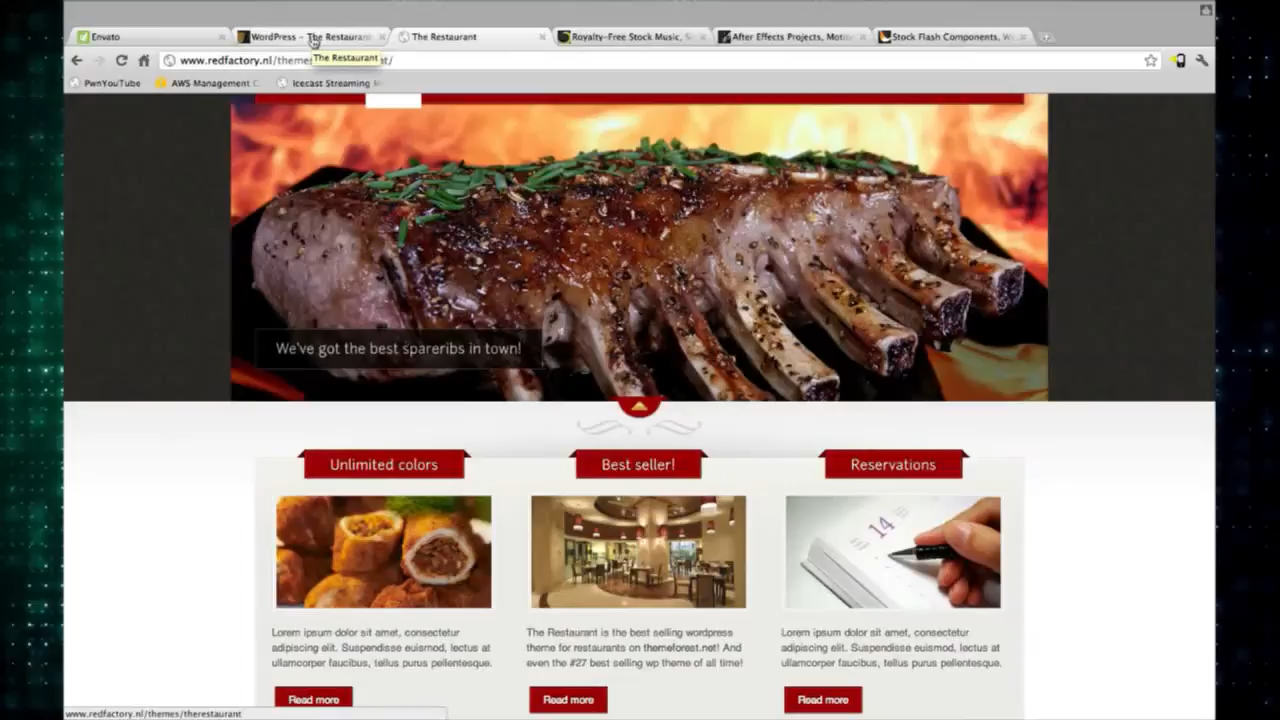 Envato
WordPress - The Restaurant
The Restaurant
Royalty-Free Stock Music, S
After Effects Projects, Motio
Stock Flash Components, W
www.redfactory.nl/theme
t/
The Restaurant
PwnYouTube
AWS Management C
Icecast Streaming M
We've got the best spareribs in town!
Unlimited colors
Best seller!
Reservations
14
Lorem ipsum dolor sit amet, consectetur
adipiscing elit. Suspendisse euismod, lectus at
ullamcorper faucibus, tellus purus pellentesque.
The Restaurant is the best selling wordpress
theme for restaurants on themeforest.net! And
even the #27 best selling wp theme of all time!
Lorem ipsum dolor sit amet, consectetur
adipiscing elit. Suspendisse euismod, lectus at
ullamcorper faucibus, tellus purus pellentesque.
Read more
Read more
Read more
www.redfactory.nl/themes/therestaurant